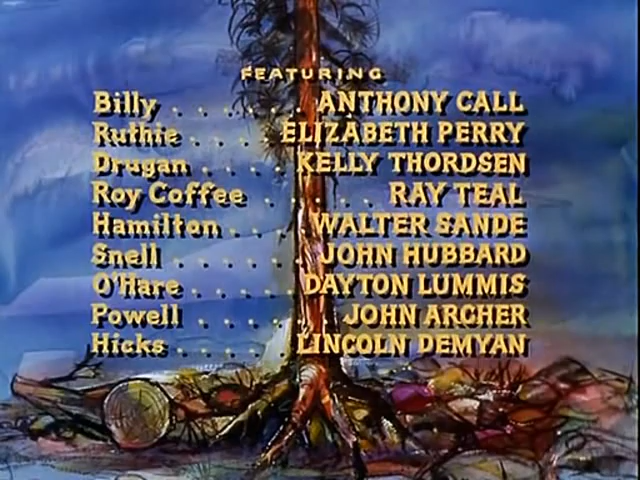 FEATURING
Billy . . . . . . ANTHONY CALL
Ruthie . . . . ELIZABETH PERRY
Drugan . . . . . KELLY THORDSEN
Roy Coffee . . . . . . RAY TEAL
Hamilton . . . . WALTER SANDE
Snell . . . . . . JOHN HUBBARD
O'Hare . . . . . DAYTON LUMMIS
Powell . . . . . . JOHN ARCHER
Hicks . . . . . LINCOLN DEMYAN